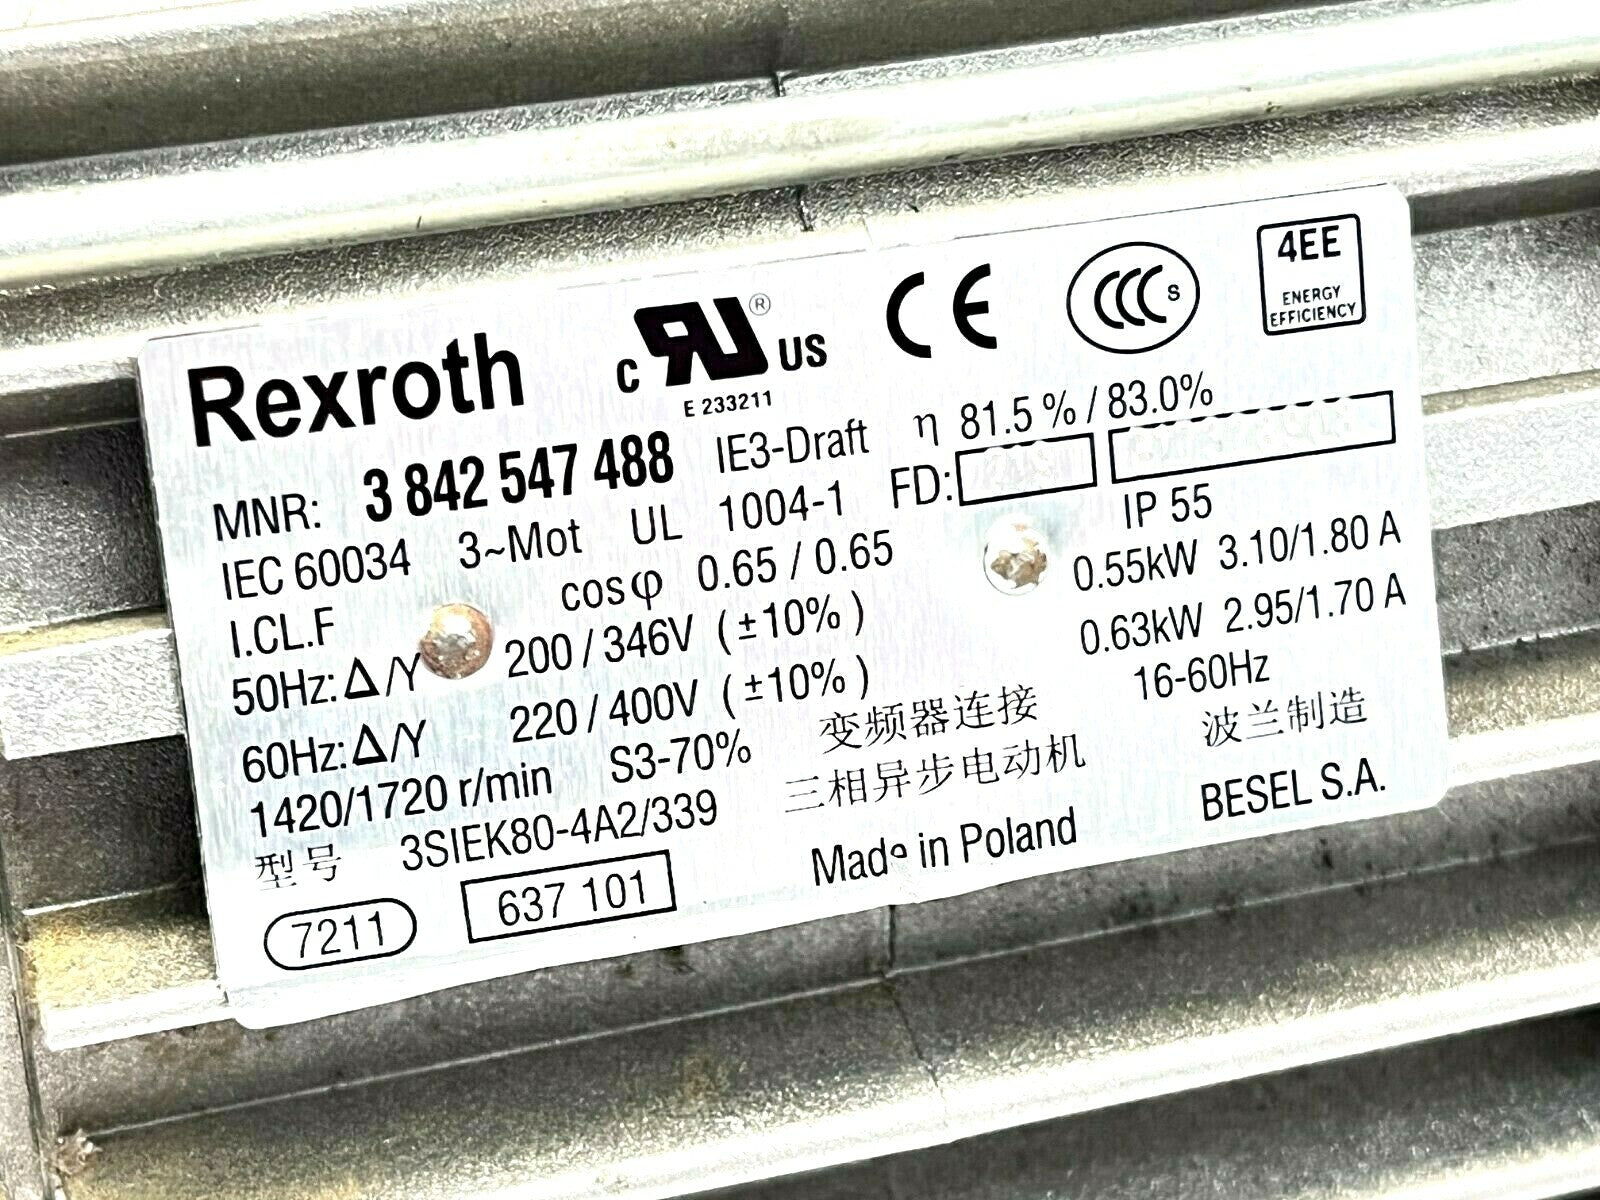 Rexroth c RU ® US CE CCC S 4EE
ENERGY
EFFICIENCY
E 233211
MNR: 3 842 547 488 IE3-Draft η 81.5 % / 83.0%
IEC 60034 3~Mot UL 1004-1 FD:
I.CL.F cosφ 0.65 / 0.65 IP 55
50Hz: Δ/Y 200 / 346V (±10%) 0.55kW 3.10/1.80 A
60Hz: Δ/Y 220 / 400V (±10%) 0.63kW 2.95/1.70 A
1420/1720 r/min S3-70% 变频器连接 16-60Hz
型号 3SIEK80-4A2/339 三相异步电动机 波兰制造
7211 637 101 Made in Poland BESEL S.A.